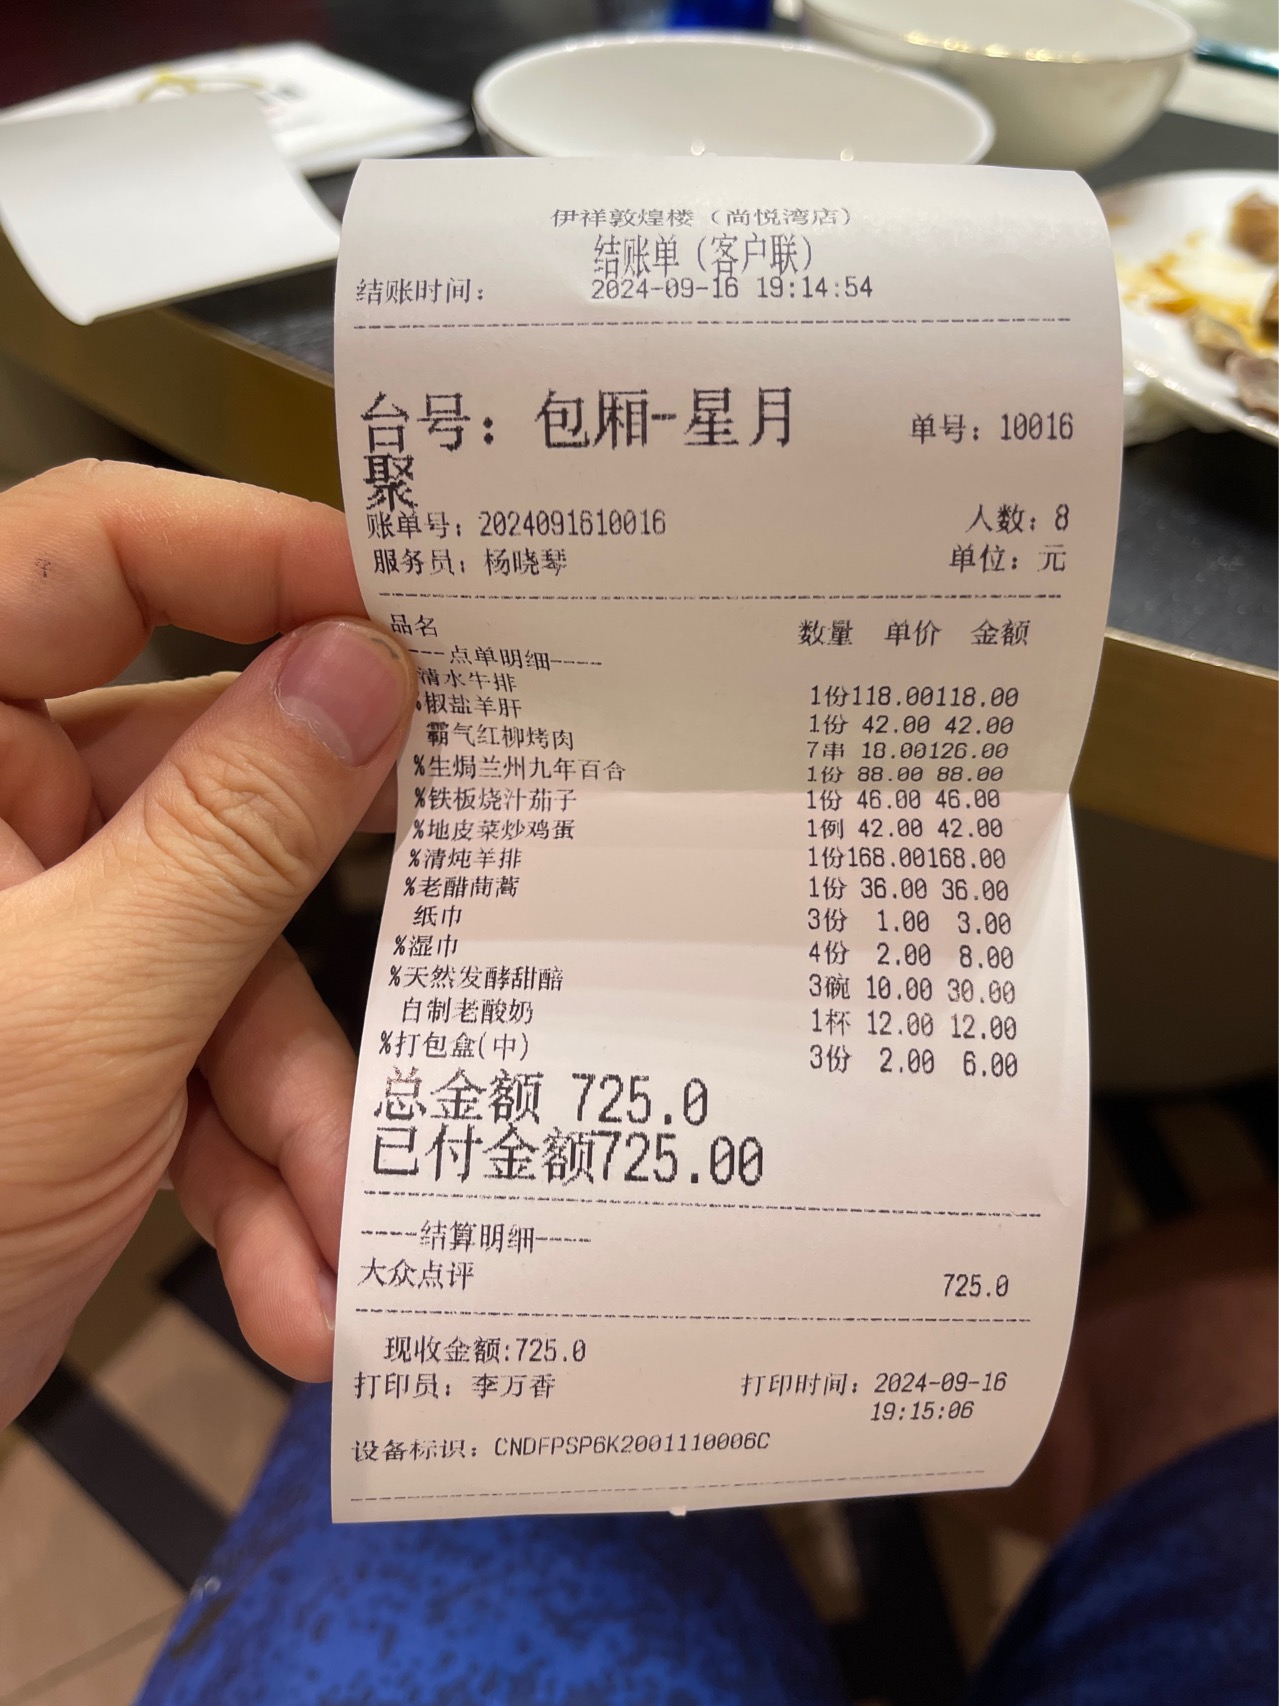 伊祥敦煌楼（尚悦湾店）
结账单（客户联）
结账时间： 2024-09-16 19:14:54
台号：包厢-星月 单号：10016
聚
账单号：2024091610016 人数：8
服务员：杨晓琴 单位：元
品名 数量 单价 金额
----点单明细----
清水牛排 1份118.00118.00
%椒盐羊肝 1份 42.00 42.00
霸气红柳烤肉 7串 18.00126.00
%生焗兰州九年百合 1份 88.00 88.00
%铁板烧汁茄子 1份 46.00 46.00
%地皮菜炒鸡蛋 1例 42.00 42.00
%清炖羊排 1份168.00168.00
%老醋茼蒿 1份 36.00 36.00
纸巾 3份 1.00 3.00
%湿巾 4份 2.00 8.00
%天然发酵甜醅 3碗 10.00 30.00
自制老酸奶 1杯 12.00 12.00
%打包盒(中) 3份 2.00 6.00
总金额 725.0
已付金额725.00
----结算明细----
大众点评 725.0
现收金额:725.0
打印员：李万香 打印时间：2024-09-16
19:15:06
设备标识：CNDFPSP6K2001110006C